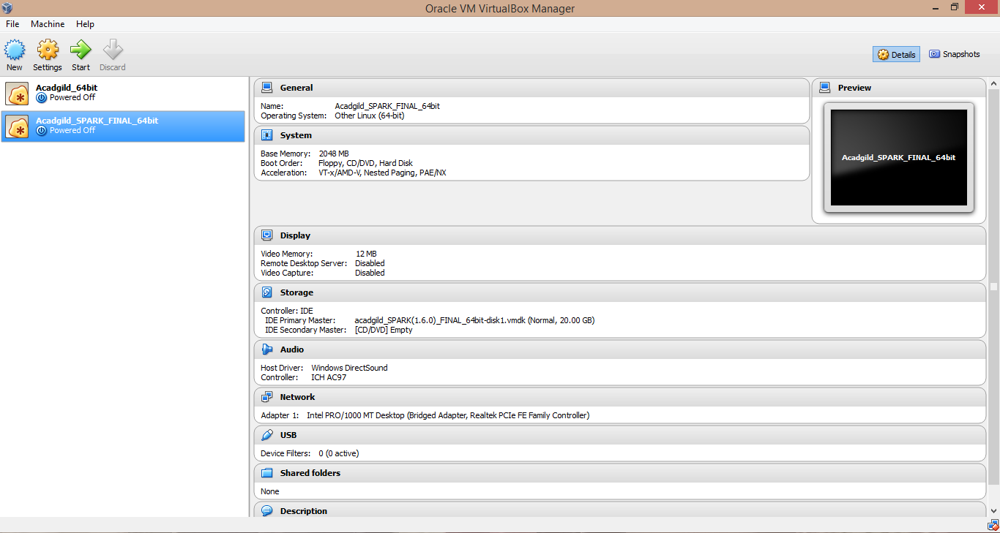 Oracle VM VirtualBox Manager
File Machine Help
New Settings Start Discard
Details Snapshots
Acadgild_64bit
Powered Off
Acadgild_SPARK_FINAL_64bit
Powered Off
General
Name: Acadgild_SPARK_FINAL_64bit
Operating System: Other Linux (64-bit)
System
Base Memory: 2048 MB
Boot Order: Floppy, CD/DVD, Hard Disk
Acceleration: VT-x/AMD-V, Nested Paging, PAE/NX
Preview
Acadgild_SPARK_FINAL_64bit
Display
Video Memory: 12 MB
Remote Desktop Server: Disabled
Video Capture: Disabled
Storage
Controller: IDE
IDE Primary Master: acadgild_SPARK(1.6.0)_FINAL_64bit-disk1.vmdk (Normal, 20.00 GB)
IDE Secondary Master: [CD/DVD] Empty
Audio
Host Driver: Windows DirectSound
Controller: ICH AC97
Network
Adapter 1: Intel PRO/1000 MT Desktop (Bridged Adapter, Realtek PCIe FE Family Controller)
USB
Device Filters: 0 (0 active)
Shared folders
None
Description